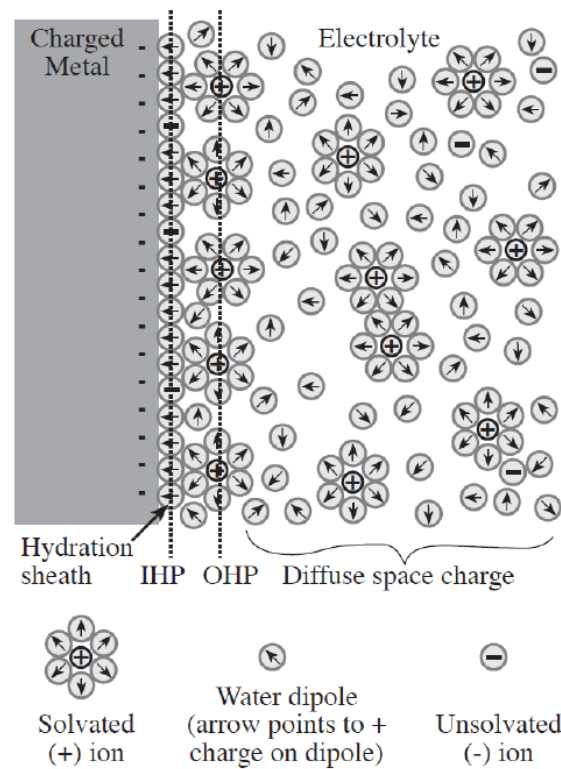 Charged
Metal
Electrolyte
Hydration
sheath
IHP
OHP
Diffuse space charge
Solvated
(+) ion
Water dipole
(arrow points to +
charge on dipole)
Unsolvated
(-) ion